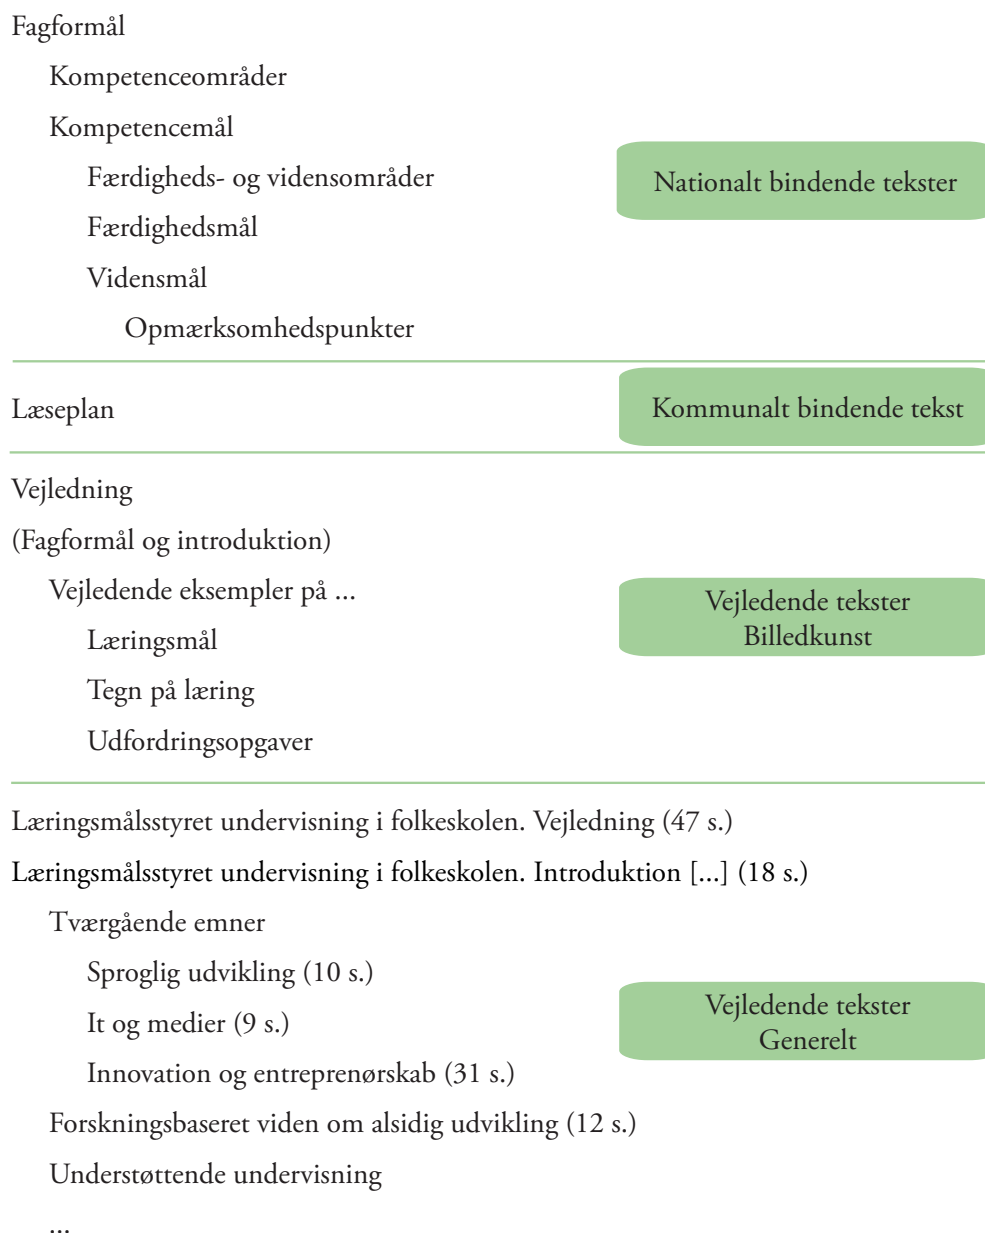 Fagformål
Kompetenceområder
Kompetencemål
Færdigheds- og vidensområder
Nationalt bindende tekster
Færdighedsmål
Vidensmål
Opmærksomhedspunkter
Læseplan
Kommunalt bindende tekst
Vejledning
(Fagformål og introduktion)
Vejledende eksempler på ...
Læringsmål
Tegn på læring
Udfordringsopgaver
Vejledende tekster
Billedkunst
Læringsmålsstyret undervisning i folkeskolen. Vejledning (47 s.)
Læringsmålsstyret undervisning i folkeskolen. Introduktion [...] (18 s.)
Tværgående emner
Sproglig udvikling (10 s.)
It og medier (9 s.)
Innovation og entreprenørskab (31 s.)
Vejledende tekster
Generelt
Forskningsbaseret viden om alsidig udvikling (12 s.)
Understøttende undervisning
...